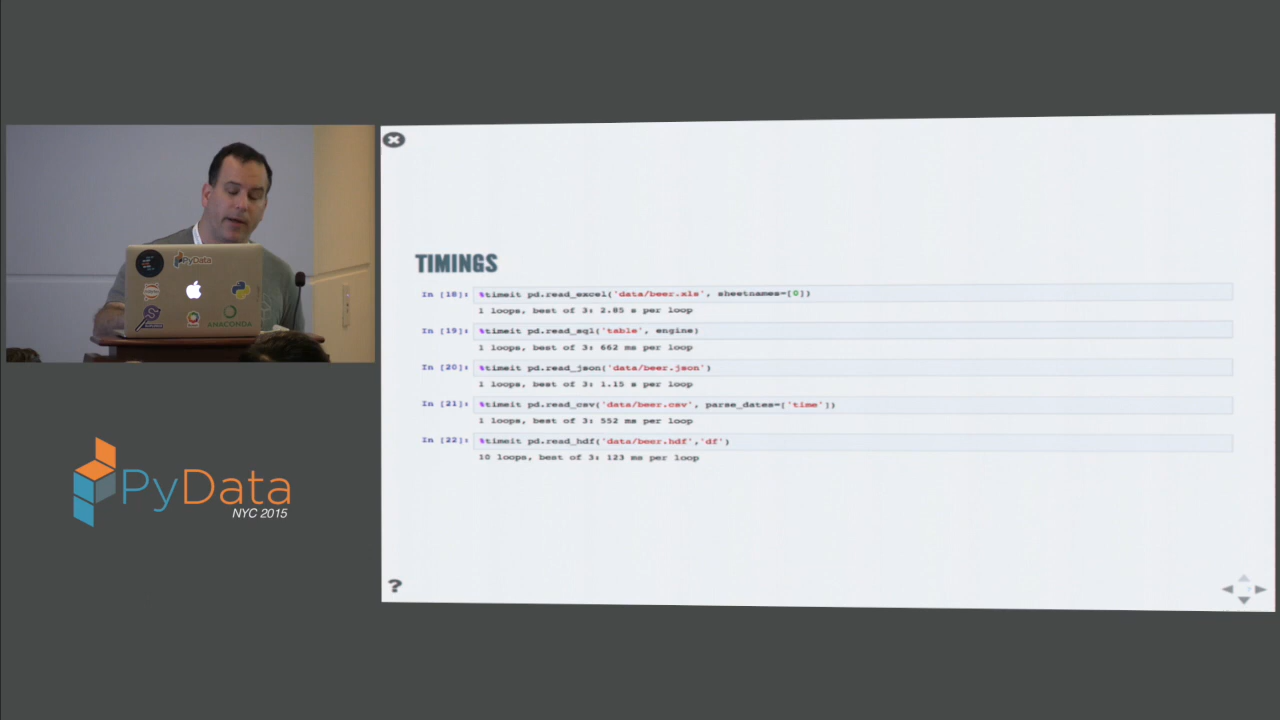 PyData
ANACONDA
PyData
NYC 2015
TIMINGS
In [18]: %timeit pd.read_excel('data/beer.xls', sheetnames=[0])
1 loops, best of 3: 2.85 s per loop
In [19]: %timeit pd.read_sql('table', engine)
1 loops, best of 3: 662 ms per loop
In [20]: %timeit pd.read_json('data/beer.json')
1 loops, best of 3: 1.15 s per loop
In [21]: %timeit pd.read_csv('data/beer.csv', parse_dates=['time'])
1 loops, best of 3: 552 ms per loop
In [22]: %timeit pd.read_hdf('data/beer.hdf','df')
10 loops, best of 3: 123 ms per loop
?